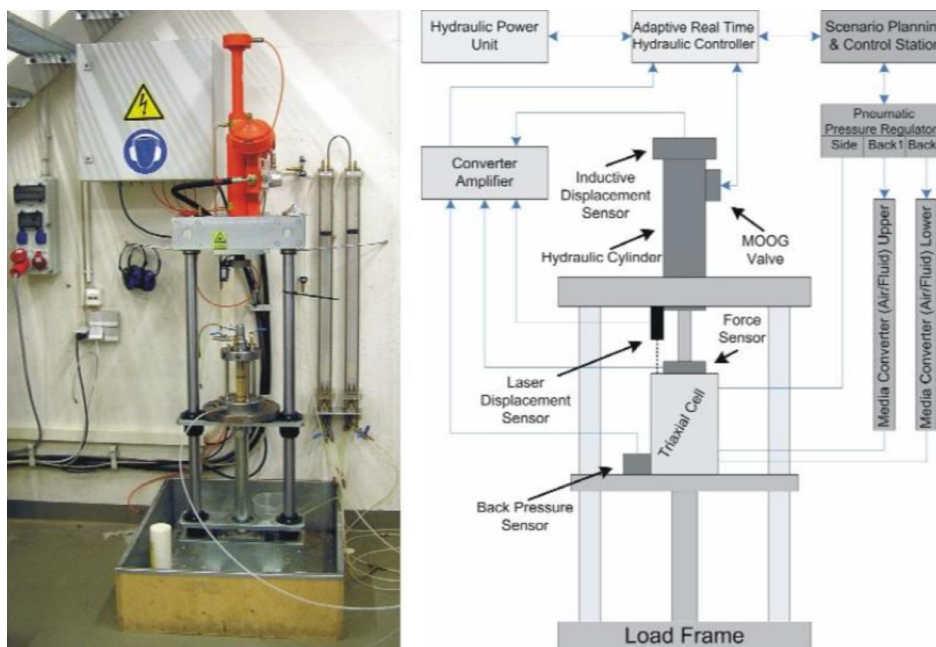 Hydraulic Power
Unit
Adaptive Real Time
Hydraulic Controller
Scenario Planning
& Control Station
Pneumatic
Pressure Regulator
Side
Back1
Back
Converter
Amplifier
Inductive
Displacement
Sensor
MOOG
Valve
Hydraulic Cylinder
Force
Sensor
Laser
Displacement
Sensor
Triaxial Cell
Back Pressure
Sensor
Media Converter (Air/Fluid) Upper
Media Converter (Air/Fluid) Lower
Load Frame